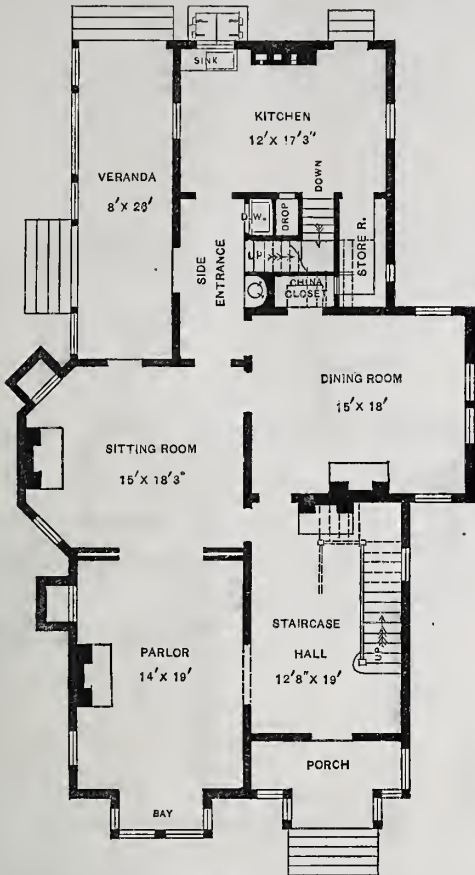 SINK
KITCHEN
12' X 17'3"
VERANDA
8' X 26'
DOWN
D.W.
DROP
SIDE
ENTRANCE
UP
STORE R.
CHINA
CLOSET
DINING ROOM
15' X 18'
SITTING ROOM
15' X 18'3"
STAIRCASE
HALL
12'8" X 19'
UP
PARLOR
14' X 19'
PORCH
BAY